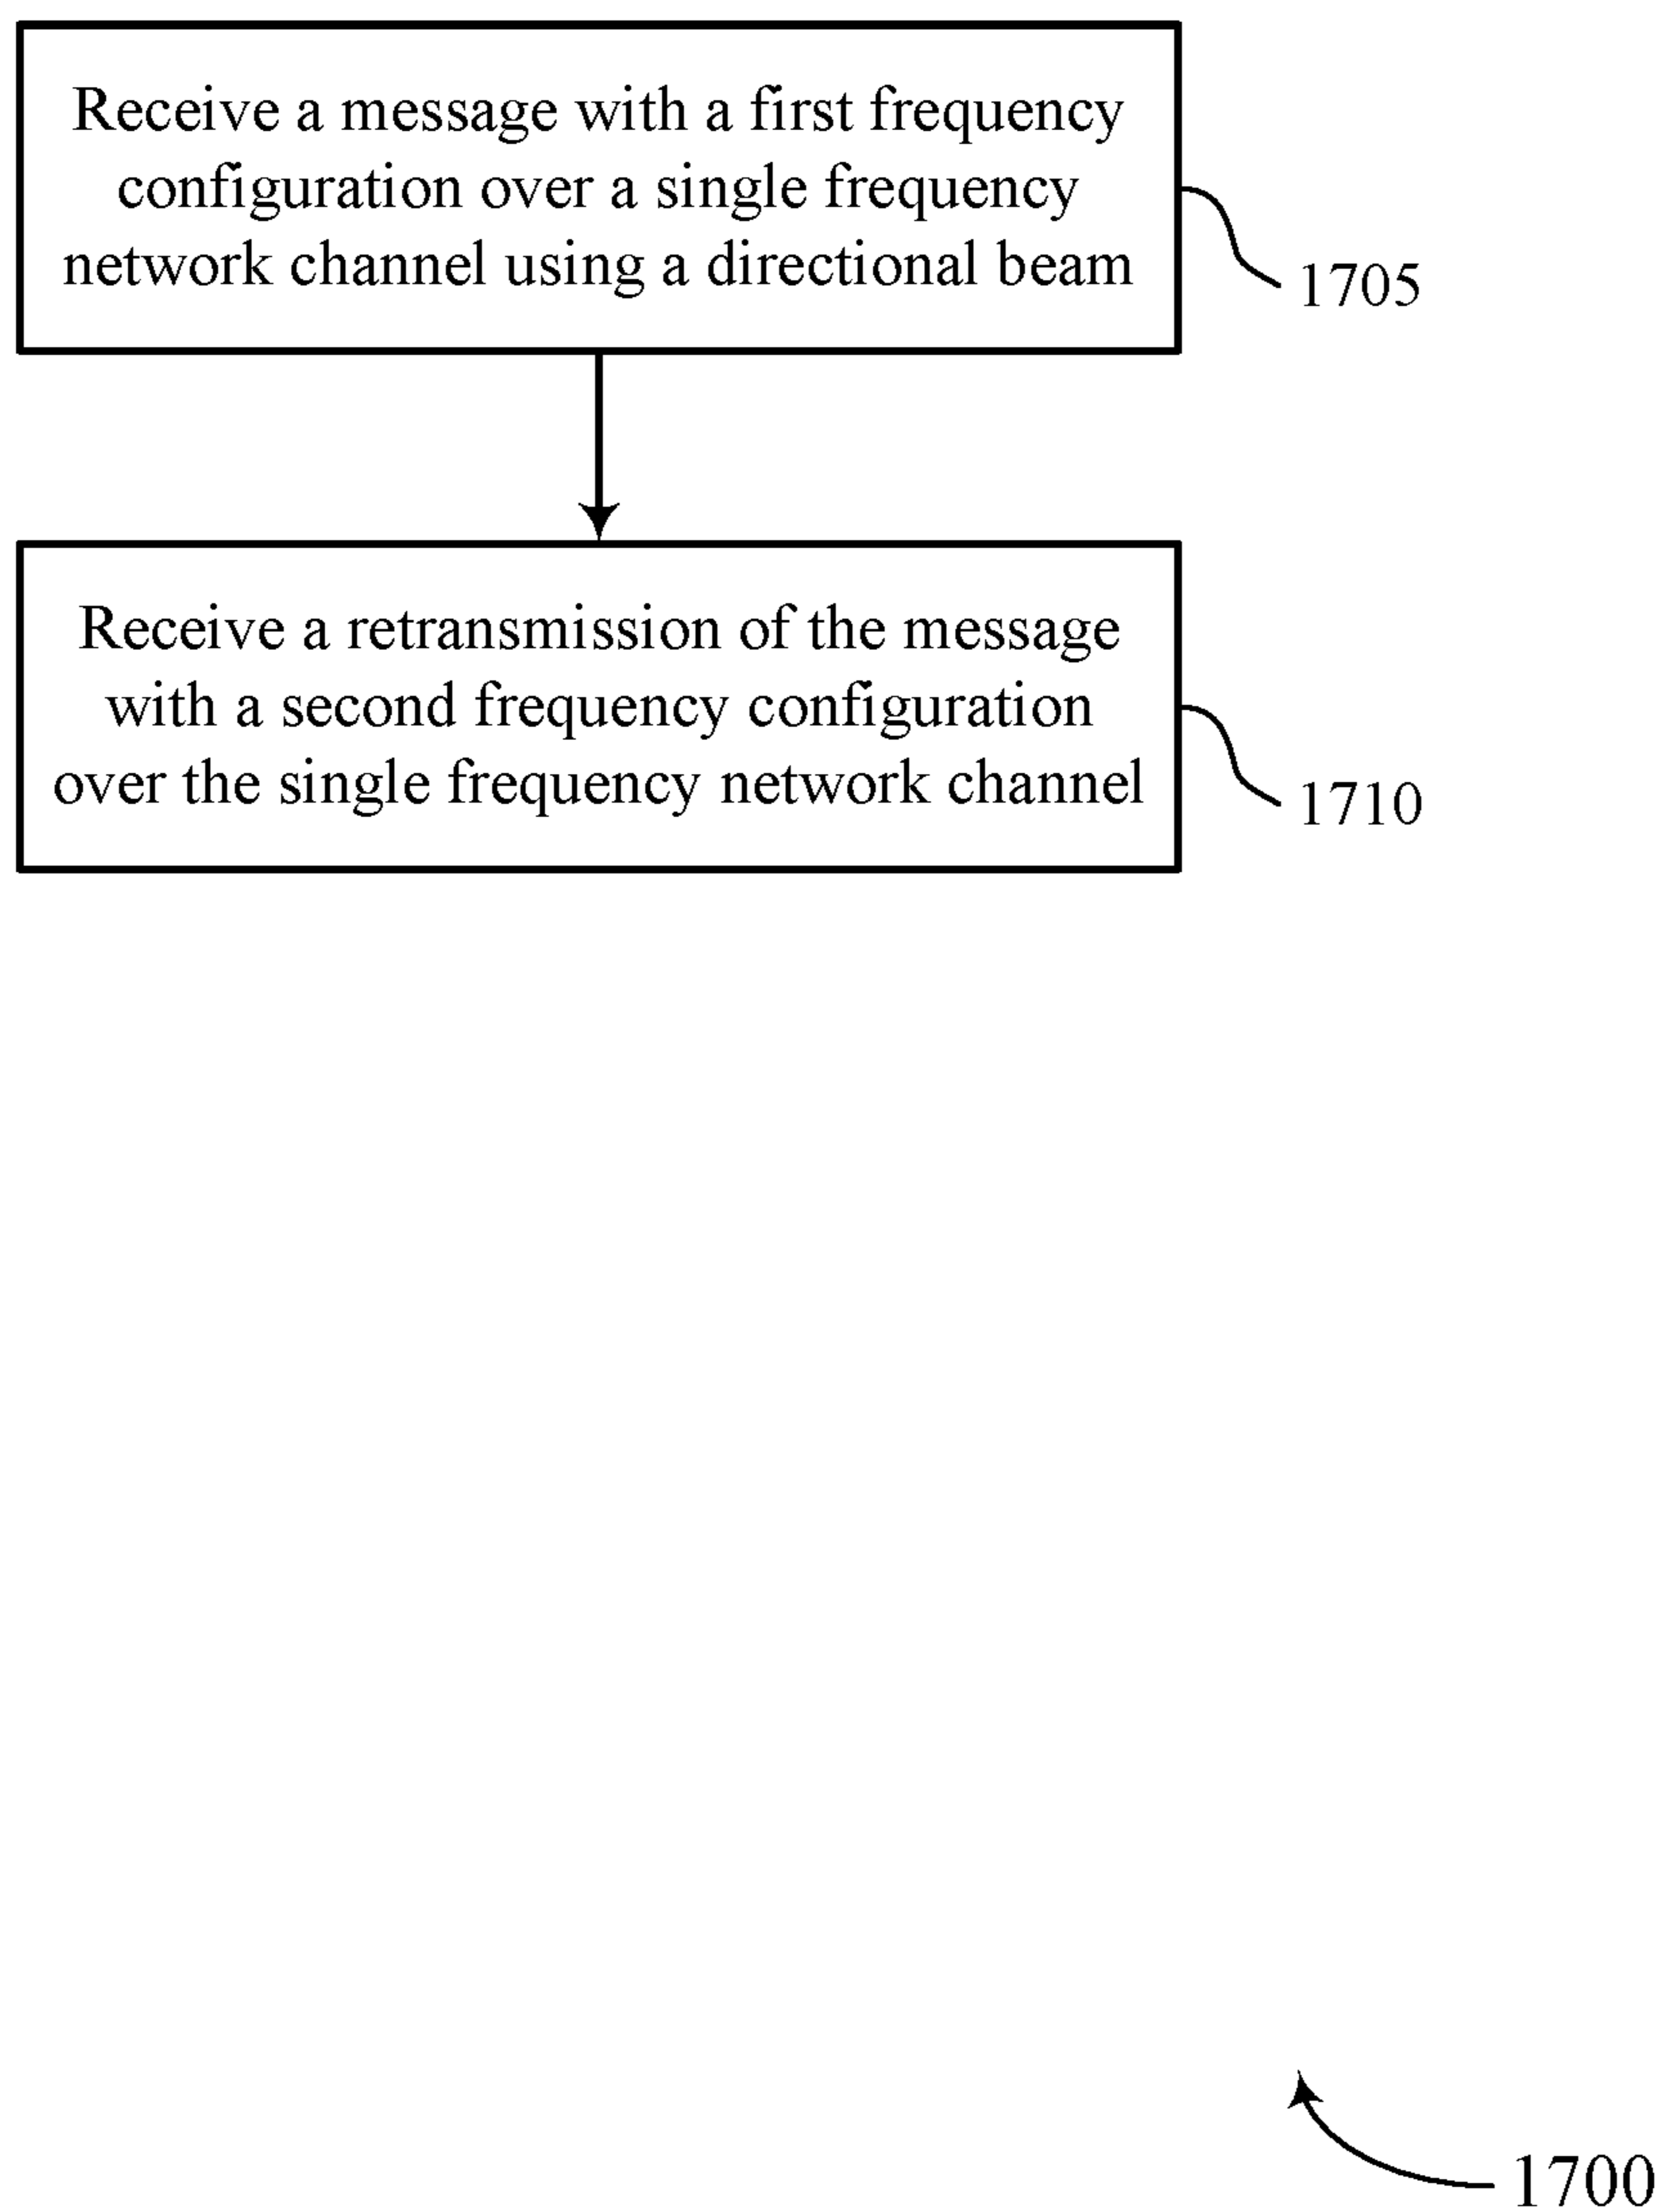 Receive a message with a first frequency
configuration over a single frequency
network channel using a directional beam
1705
Receive a retransmission of the message
with a second frequency configuration
over the single frequency network channel
1710
1700